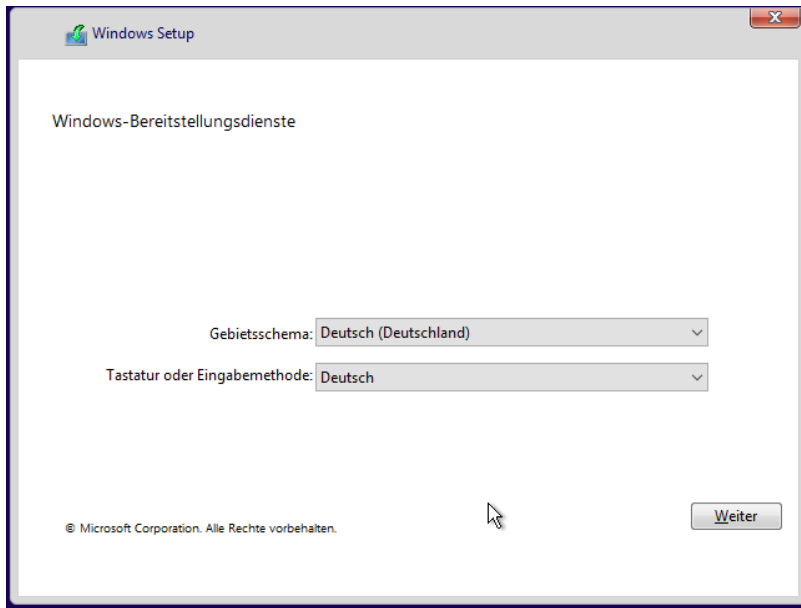 Windows Setup
Windows-Bereitstellungsdienste
Gebietsschema: Deutsch (Deutschland)
Tastatur oder Eingabemethode: Deutsch
© Microsoft Corporation. Alle Rechte vorbehalten.
Weiter